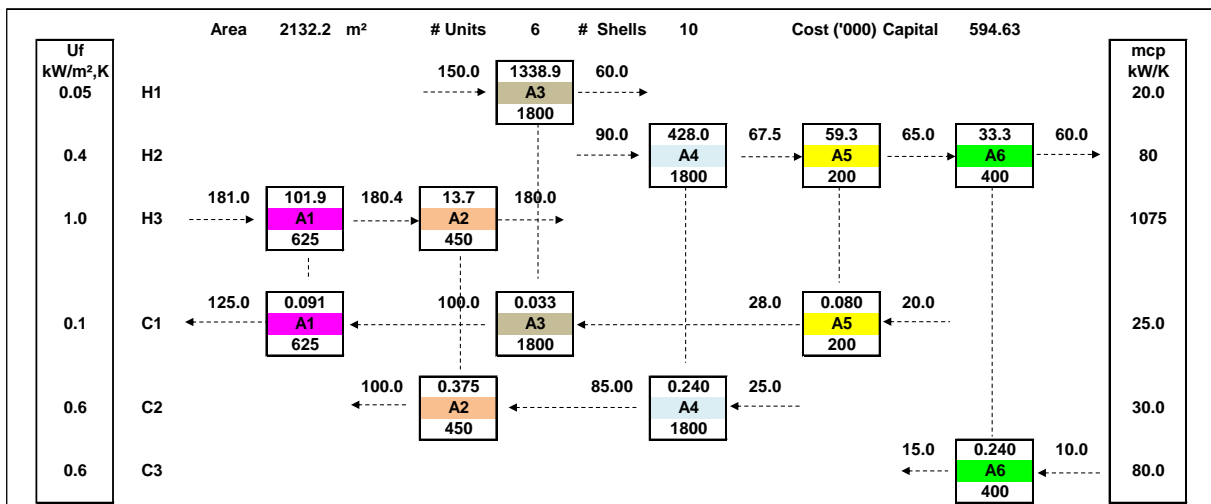 Area 2132.2 m² # Units 6 # Shells 10 Cost ('000) Capital 594.63
Uf mcp
kW/m²,K kW/K
150.0 1338.9 60.0
0.05 H1 A3 20.0
1800
90.0 428.0 67.5 59.3 65.0 33.3 60.0
0.4 H2 A4 A5 A6 80
1800 200 400
181.0 101.9 180.4 13.7 180.0
1.0 H3 A1 A2 1075
625 450
125.0 0.091 100.0 0.033 28.0 0.080 20.0
0.1 C1 A1 A3 A5 25.0
625 1800 200
100.0 0.375 85.00 0.240 25.0
0.6 C2 A2 A4 30.0
450 1800
15.0 0.240 10.0
0.6 C3 A6 80.0
400